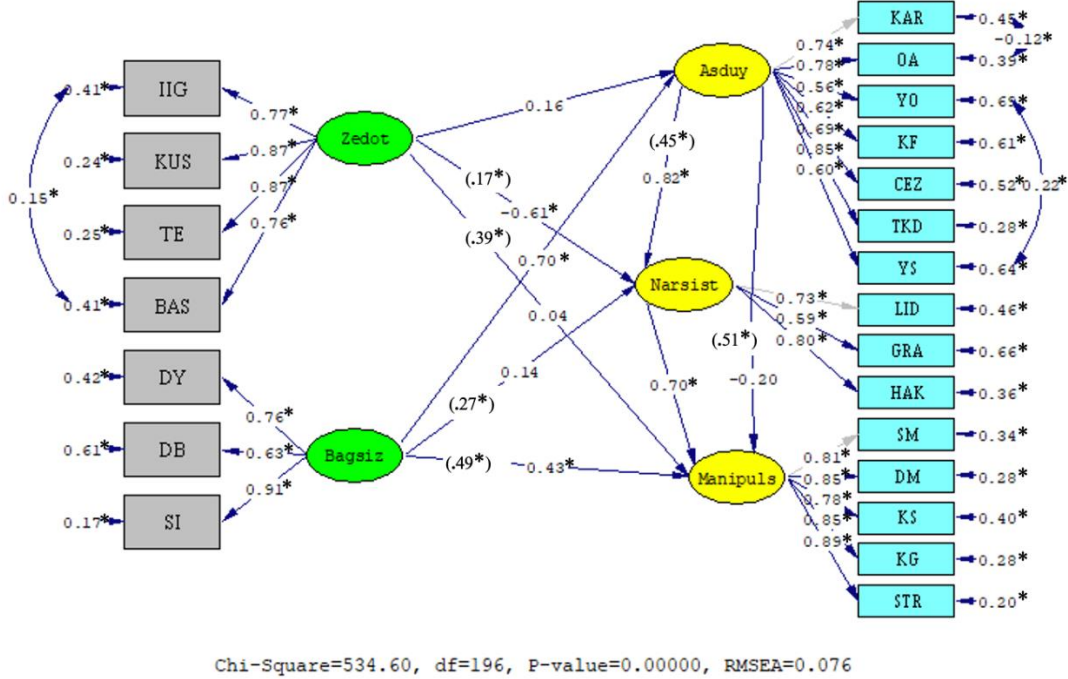 KAR 0.45*
-0.12*
0.74*
OA 0.39*
0.78*
Asduy
0.41* IIG
YO 0.69*
0.56*
0.16
0.62*
0.77*
Zedot
KF 0.61*
0.69*
(.45*)
0.24* KUS
0.87*
0.85*
(.17*)
0.82*
0.60*
CEZ 0.52* 0.22*
0.15*
0.87*
-0.61*
0.25* TE
0.76*
(.39*)
TKD 0.28*
0.70*
YS 0.64*
Narsist
0.73*
0.41* BAS
0.04
LID 0.46*
0.59*
(.51*)
0.80*
GRA 0.66*
0.42* DY
0.14
0.70*
-0.20
HAK 0.36*
(.27*)
0.76*
SM 0.34*
0.61* DB
0.63*
Bagsiz
(.49*)
0.43*
Manipuls
0.81*
0.85*
DM 0.28*
0.91*
0.78*
0.17* SI
0.85*
KS 0.40*
0.89*
KG 0.28*
STR 0.20*
Chi-Square=534.60, df=196, P-value=0.00000, RMSEA=0.076